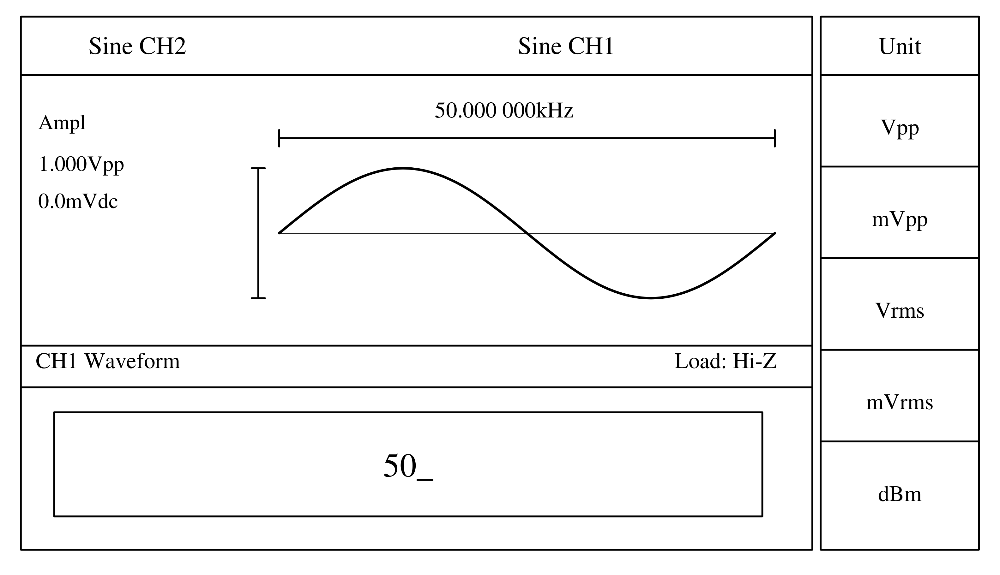 Sine CH2
Sine CH1
Unit
50.000 000kHz
Ampl
1.000Vpp
0.0mVdc
Vpp
mVpp
Vrms
mVrms
dBm
CH1 Waveform
Load: Hi-Z
50_